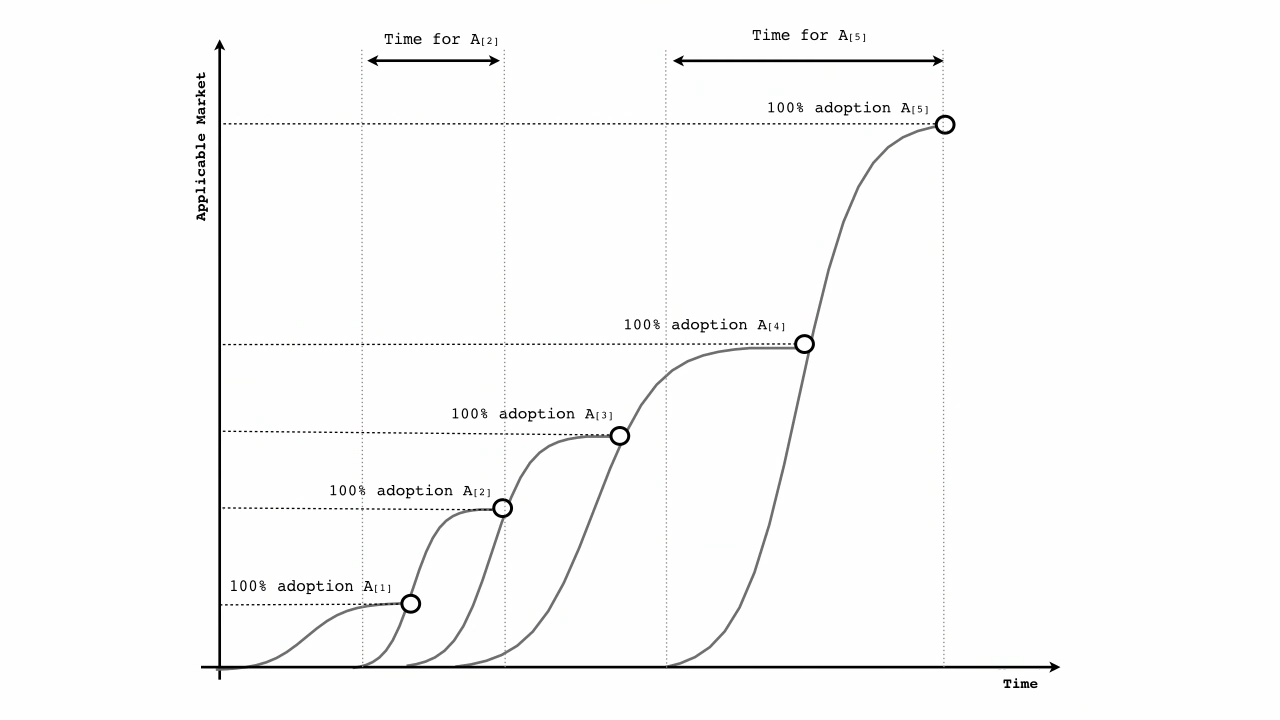 Time for A[2]
Time for A[5]
Applicable Market
100% adoption A[5]
100% adoption A[4]
100% adoption A[3]
100% adoption A[2]
100% adoption A[1]
Time